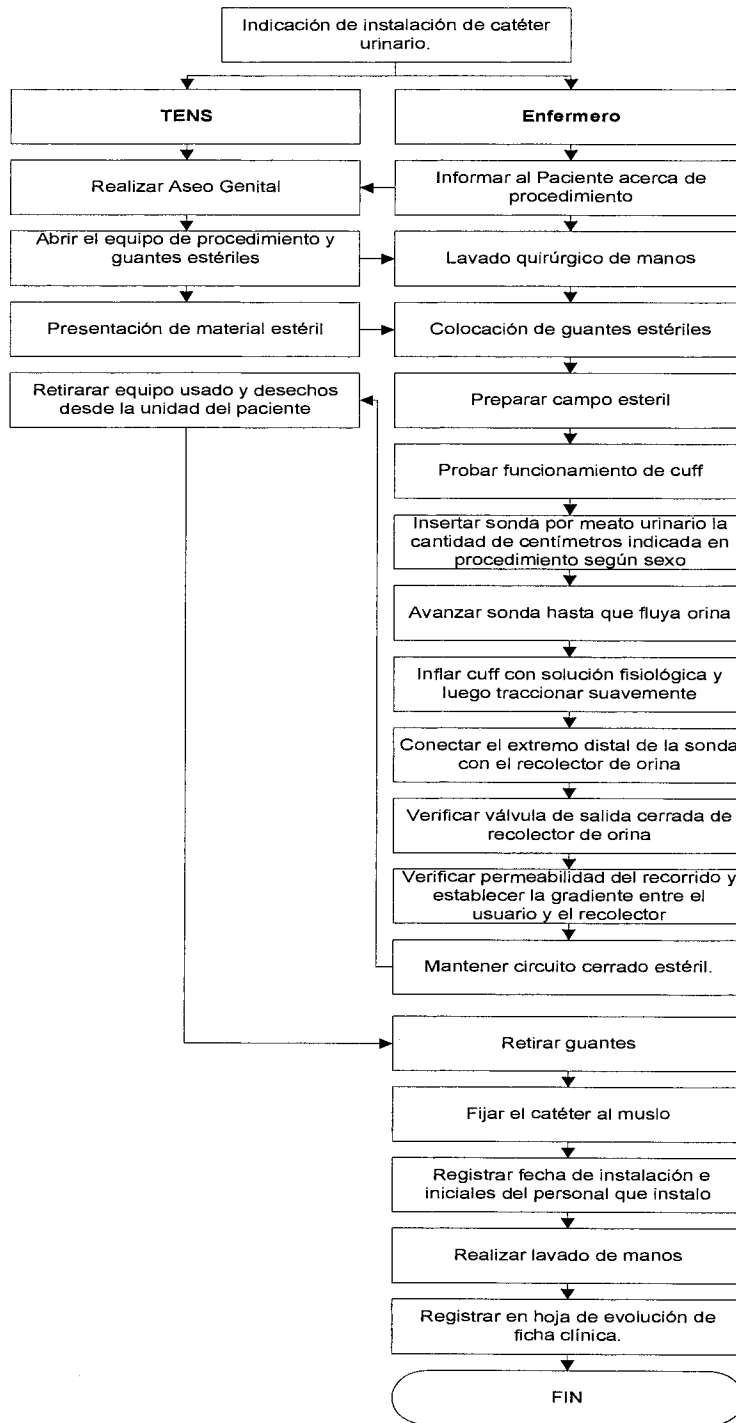 Indicación de instalación de catéter
urinario.
TENS
Enfermero
Realizar Aseo Genital
Informar al Paciente acerca de
procedimiento
Abrir el equipo de procedimiento y
guantes estériles
Lavado quirúrgico de manos
Presentación de material estéril
Colocación de guantes estériles
Retirarar equipo usado y desechos
desde la unidad del paciente
Preparar campo esteril
Probar funcionamiento de cuff
Insertar sonda por meato urinario la
cantidad de centímetros indicada en
procedimiento según sexo
Avanzar sonda hasta que fluya orina
Inflar cuff con solución fisiológica y
luego traccionar suavemente
Conectar el extremo distal de la sonda
con el recolector de orina
Verificar válvula de salida cerrada de
recolector de orina
Verificar permeabilidad del recorrido y
establecer la gradiente entre el
usuario y el recolector
Mantener circuito cerrado estéril.
Retirar guantes
Fijar el catéter al muslo
Registrar fecha de instalación e
iniciales del personal que instalo
Realizar lavado de manos
Registrar en hoja de evolución de
ficha clínica.
FIN